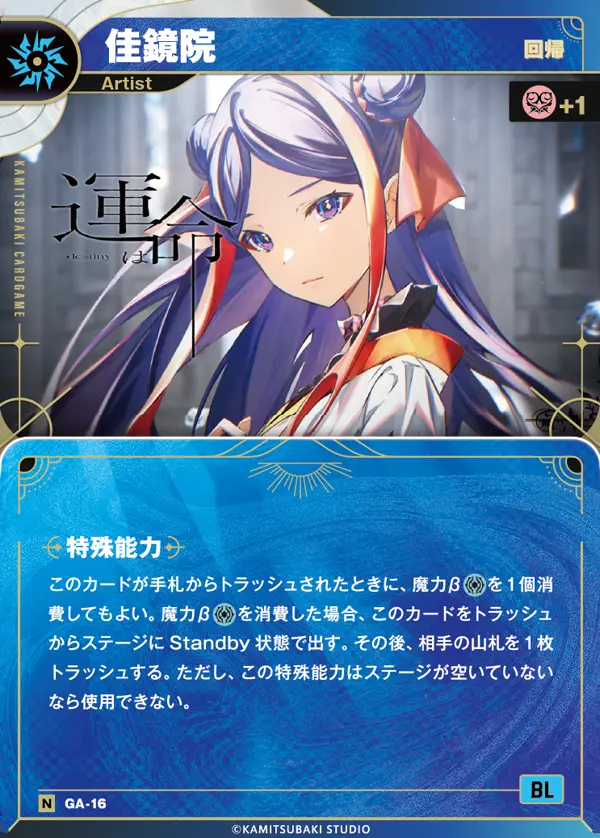 佳鏡院
回帰
Artist
+1
KAMITSUBAKI CARDGAME
運命は
destiny
特殊能力
このカードが手札からトラッシュされたときに、魔力βを1個消
費してもよい。魔力βを消費した場合、このカードをトラッシュ
からステージにStandby状態で出す。その後、相手の山札を1枚
トラッシュする。ただし、この特殊能力はステージが空いていない
なら使用できない。
BL
N GA-16
©KAMITSUBAKI STUDIO